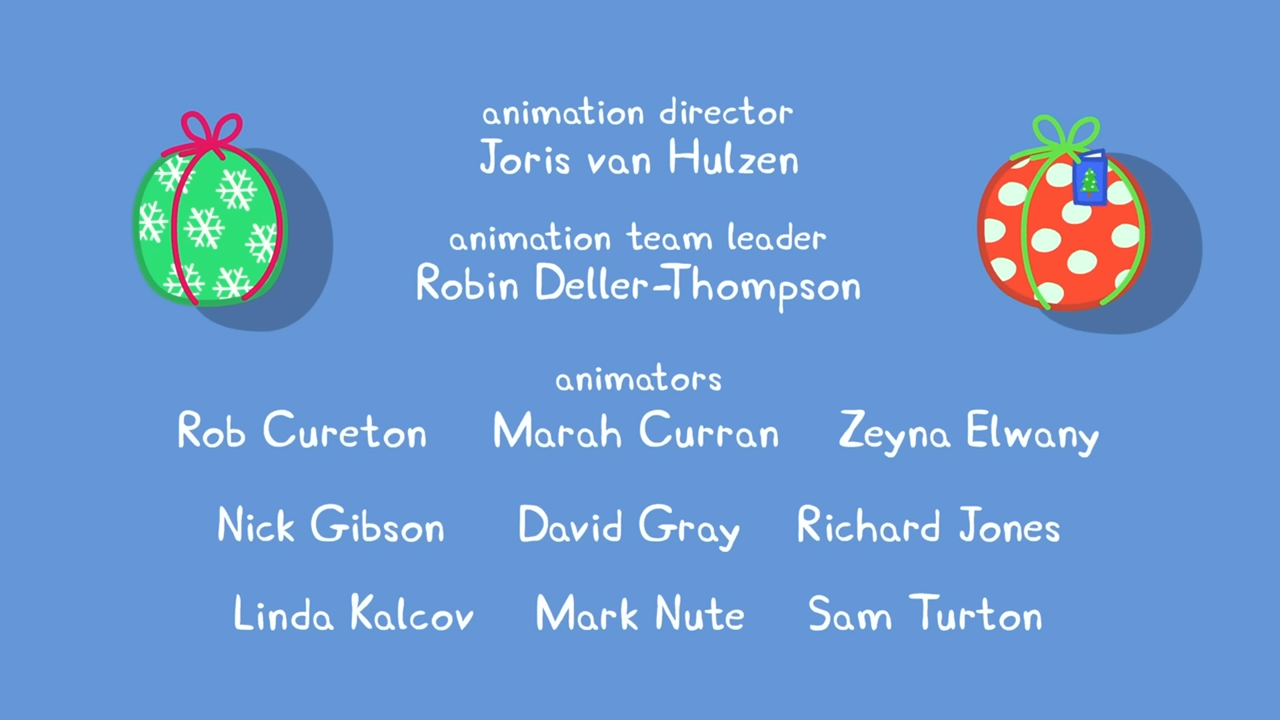 animation director
Joris van Hulzen
animation team leader
Robin Deller-Thompson
animators
Rob Cureton Marah Curran Zeyna Elwany
Nick Gibson David Gray Richard Jones
Linda Kalcov Mark Nute Sam Turton